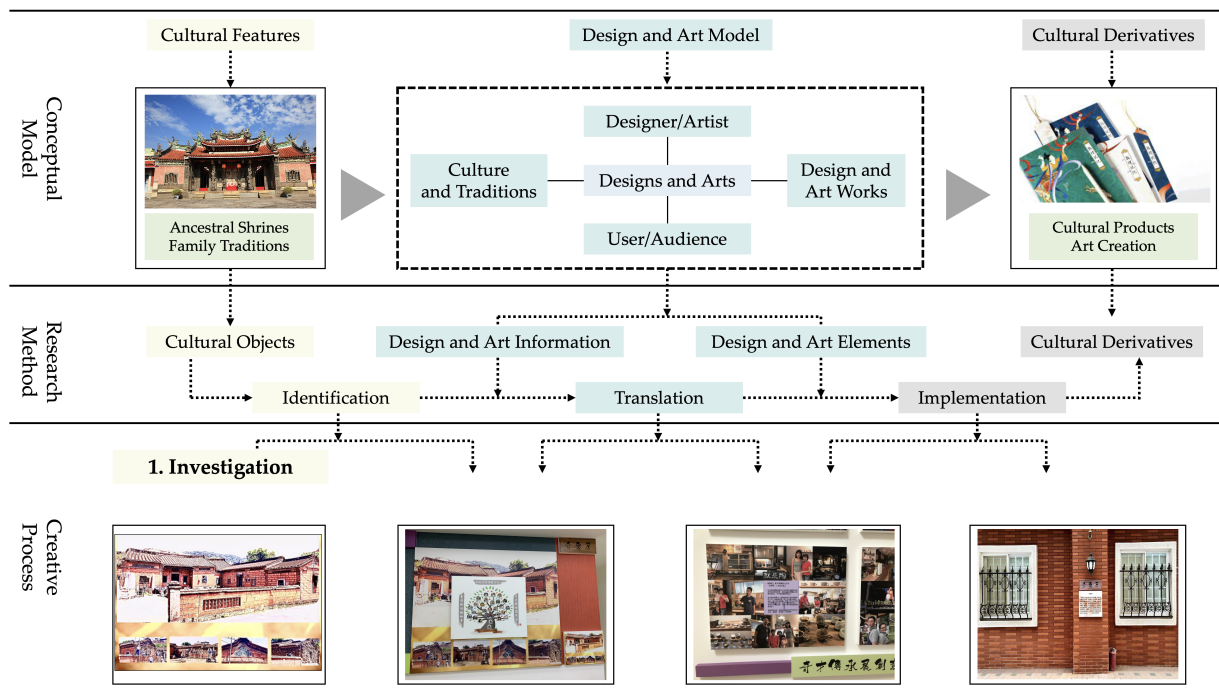 Cultural Features
Design and Art Model
Cultural Derivatives
Conceptual
Model
Designer/Artist
Culture
and Traditions
Designs and Arts
Design and
Art Works
User/Audience
Ancestral Shrines
Family Traditions
Cultural Products
Art Creation
Research
Method
Cultural Objects
Design and Art Information
Design and Art Elements
Cultural Derivatives
Identification
Translation
Implementation
1. Investigation
Creative
Process